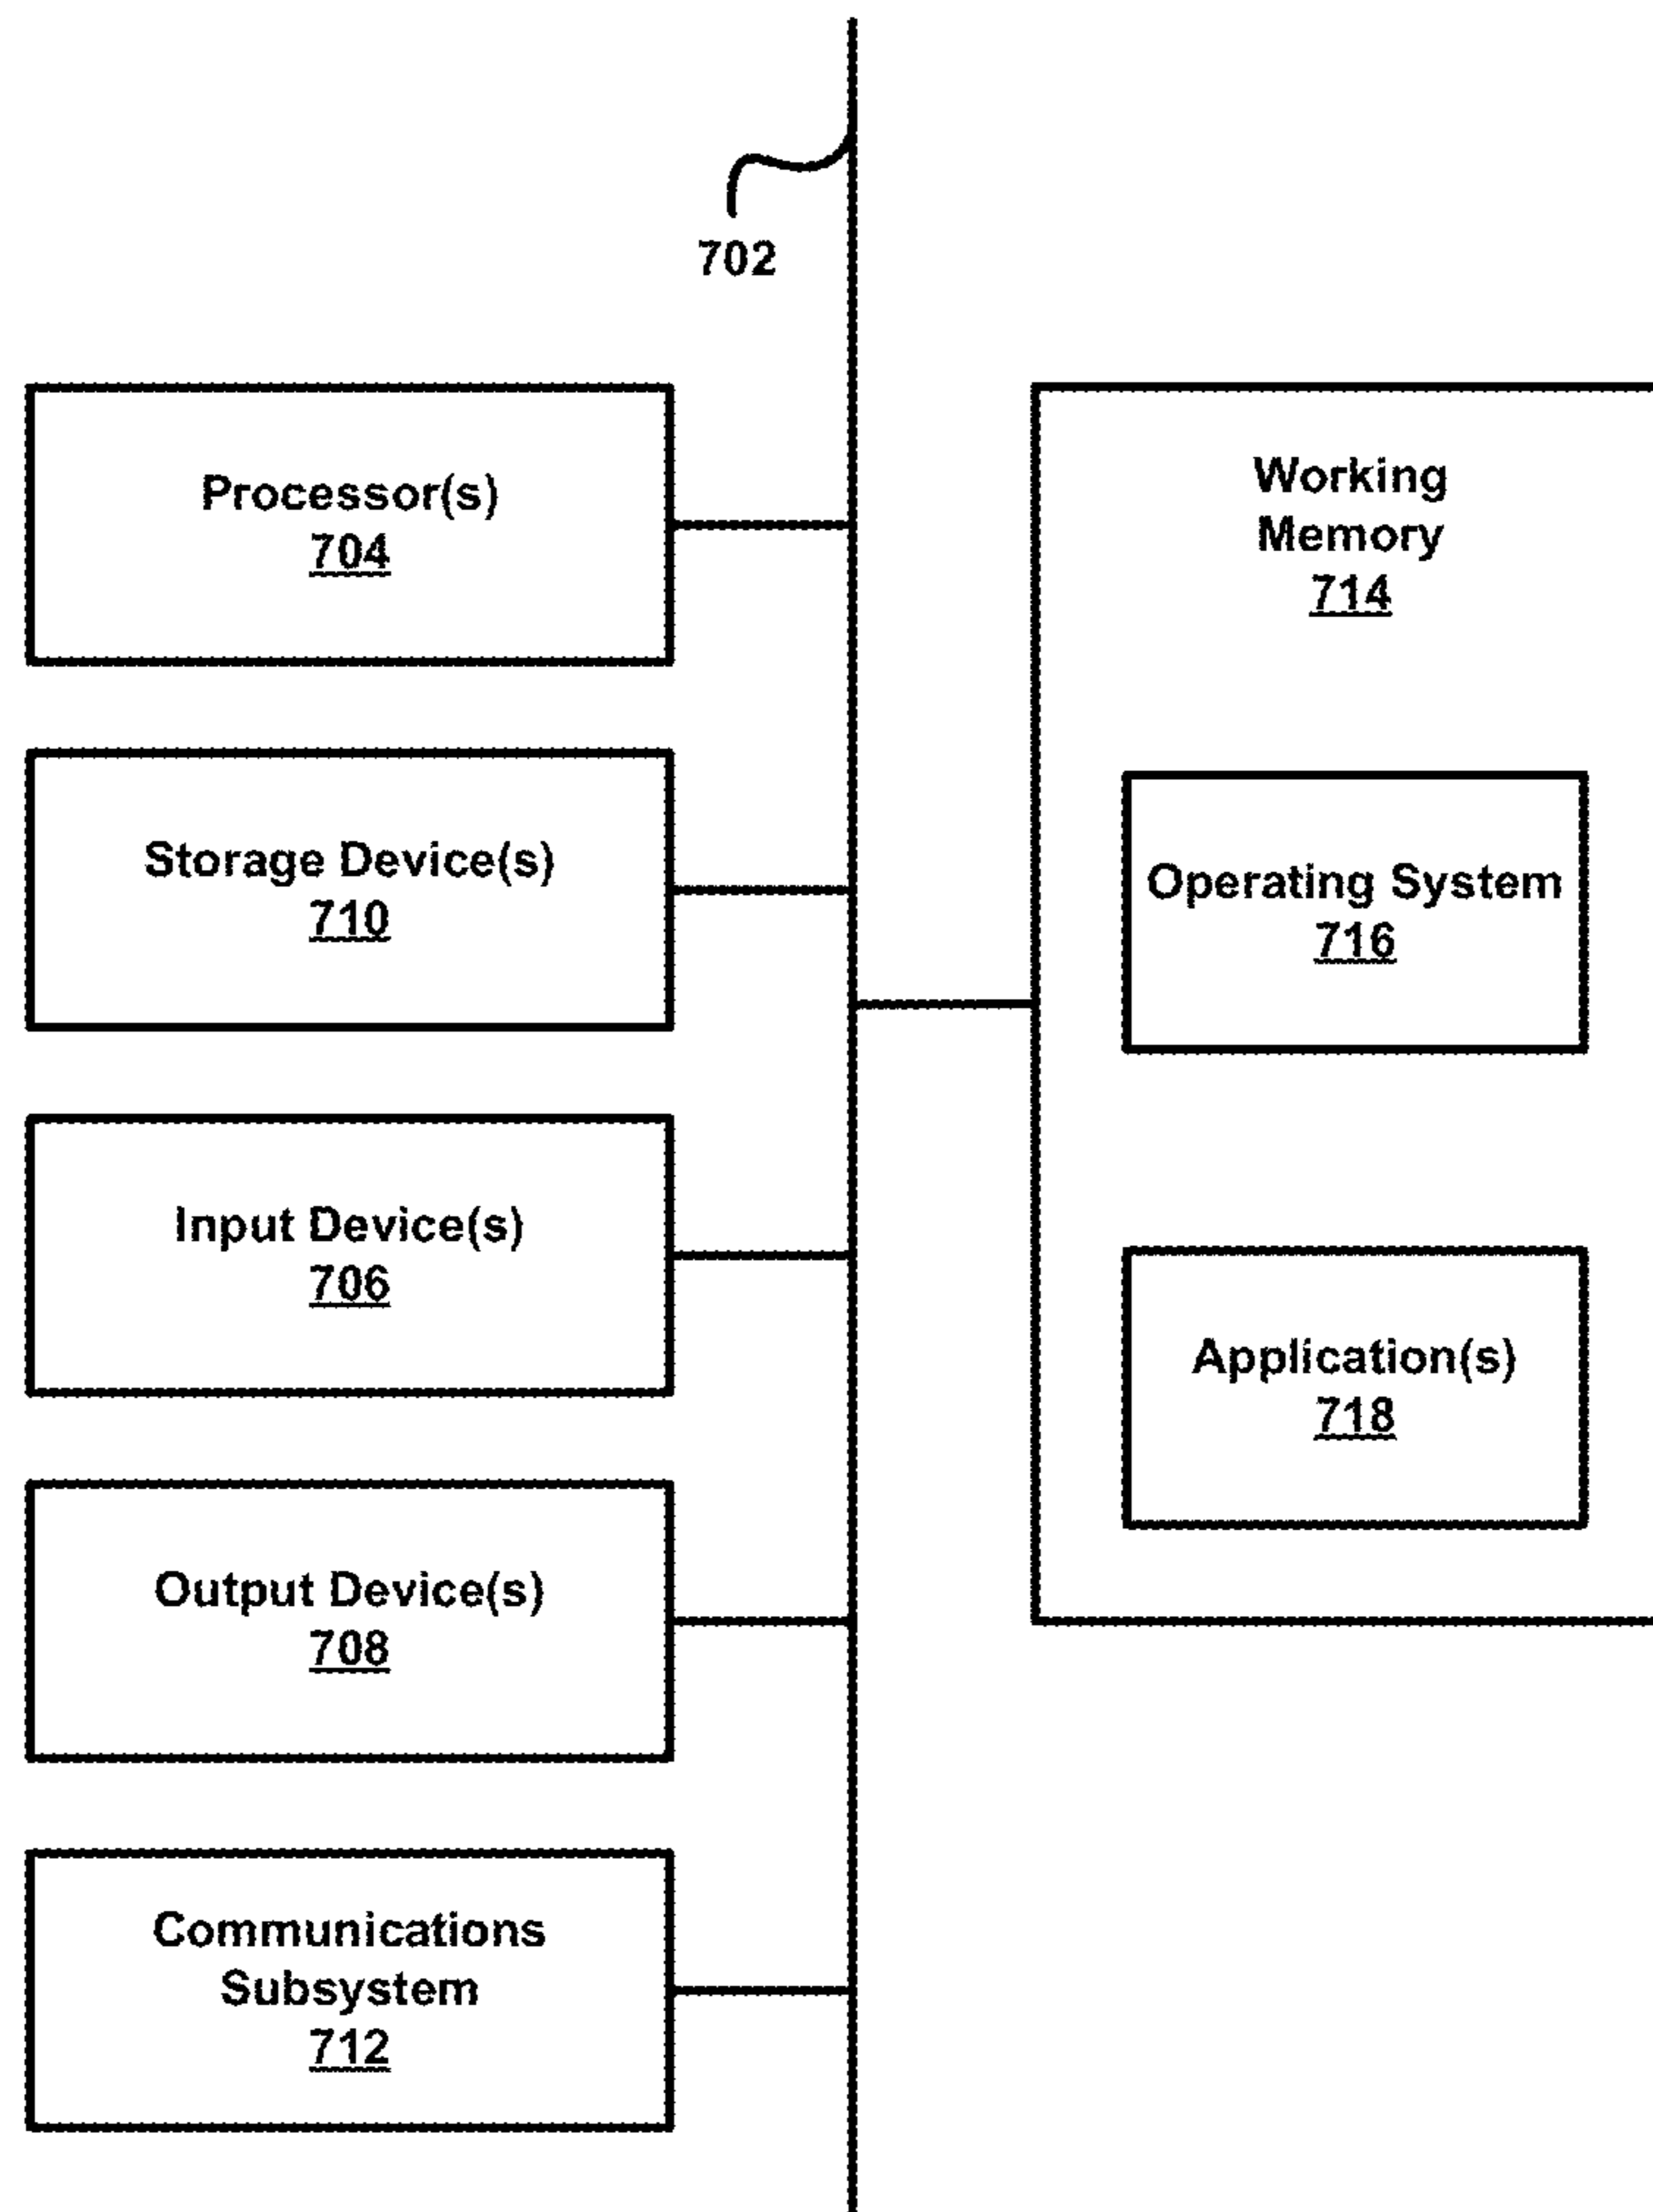 702
Processor(s)
704
Storage Device(s)
710
Input Device(s)
706
Output Device(s)
708
Communications
Subsystem
712
Working
Memory
714
Operating System
716
Application(s)
718